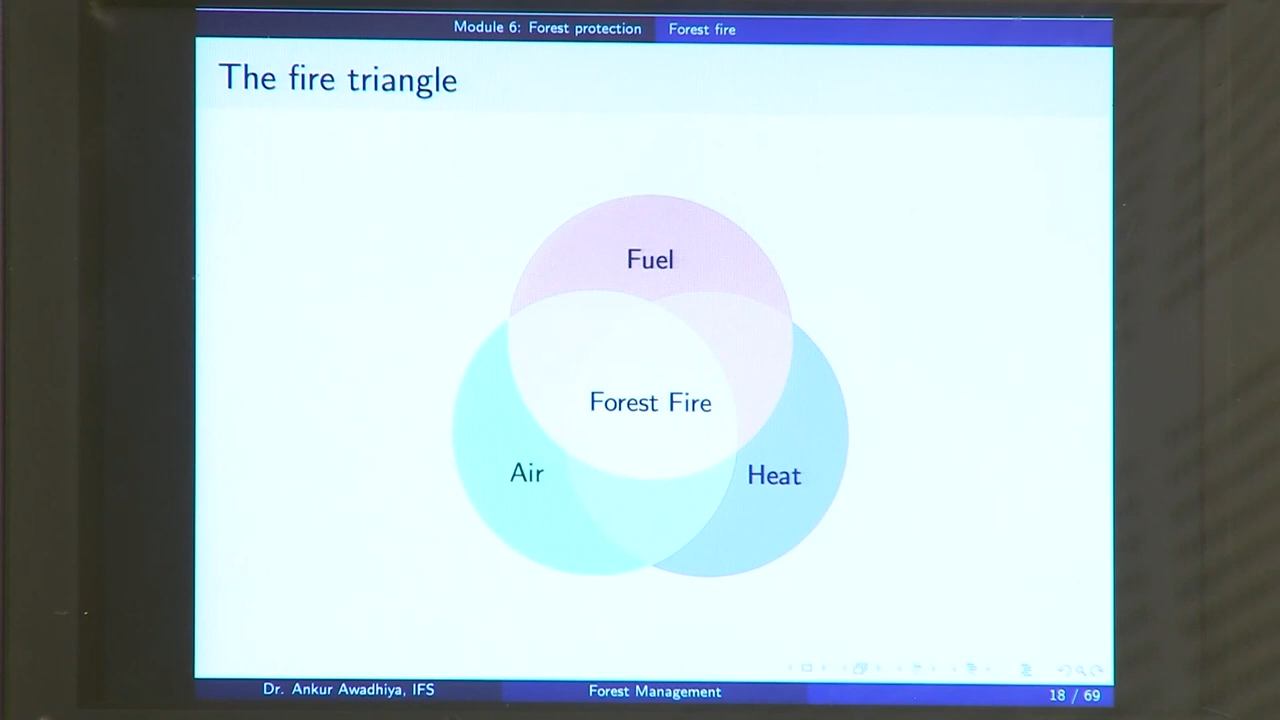 Module 6: Forest protection Forest fire
The fire triangle
Fuel
Forest Fire
Air
Heat
Dr. Ankur Awadhiya, IFS Forest Management 18 / 69